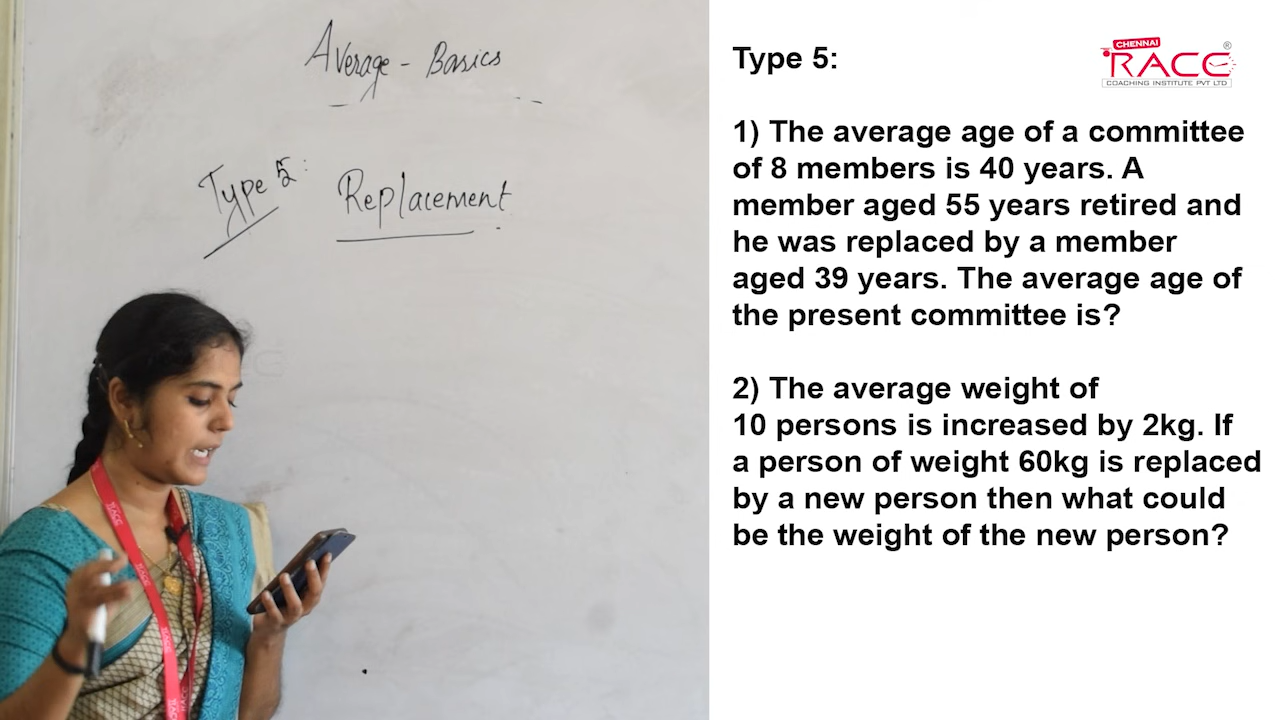 Average - Basics
Type 5:
Replacement
Type 5:
CHENNAI
RACE
COACHING INSTITUTE PVT LTD
1) The average age of a committee
of 8 members is 40 years. A
member aged 55 years retired and
he was replaced by a member
aged 39 years. The average age of
the present committee is?
2) The average weight of
10 persons is increased by 2kg. If
a person of weight 60kg is replaced
by a new person then what could
be the weight of the new person?
RACE